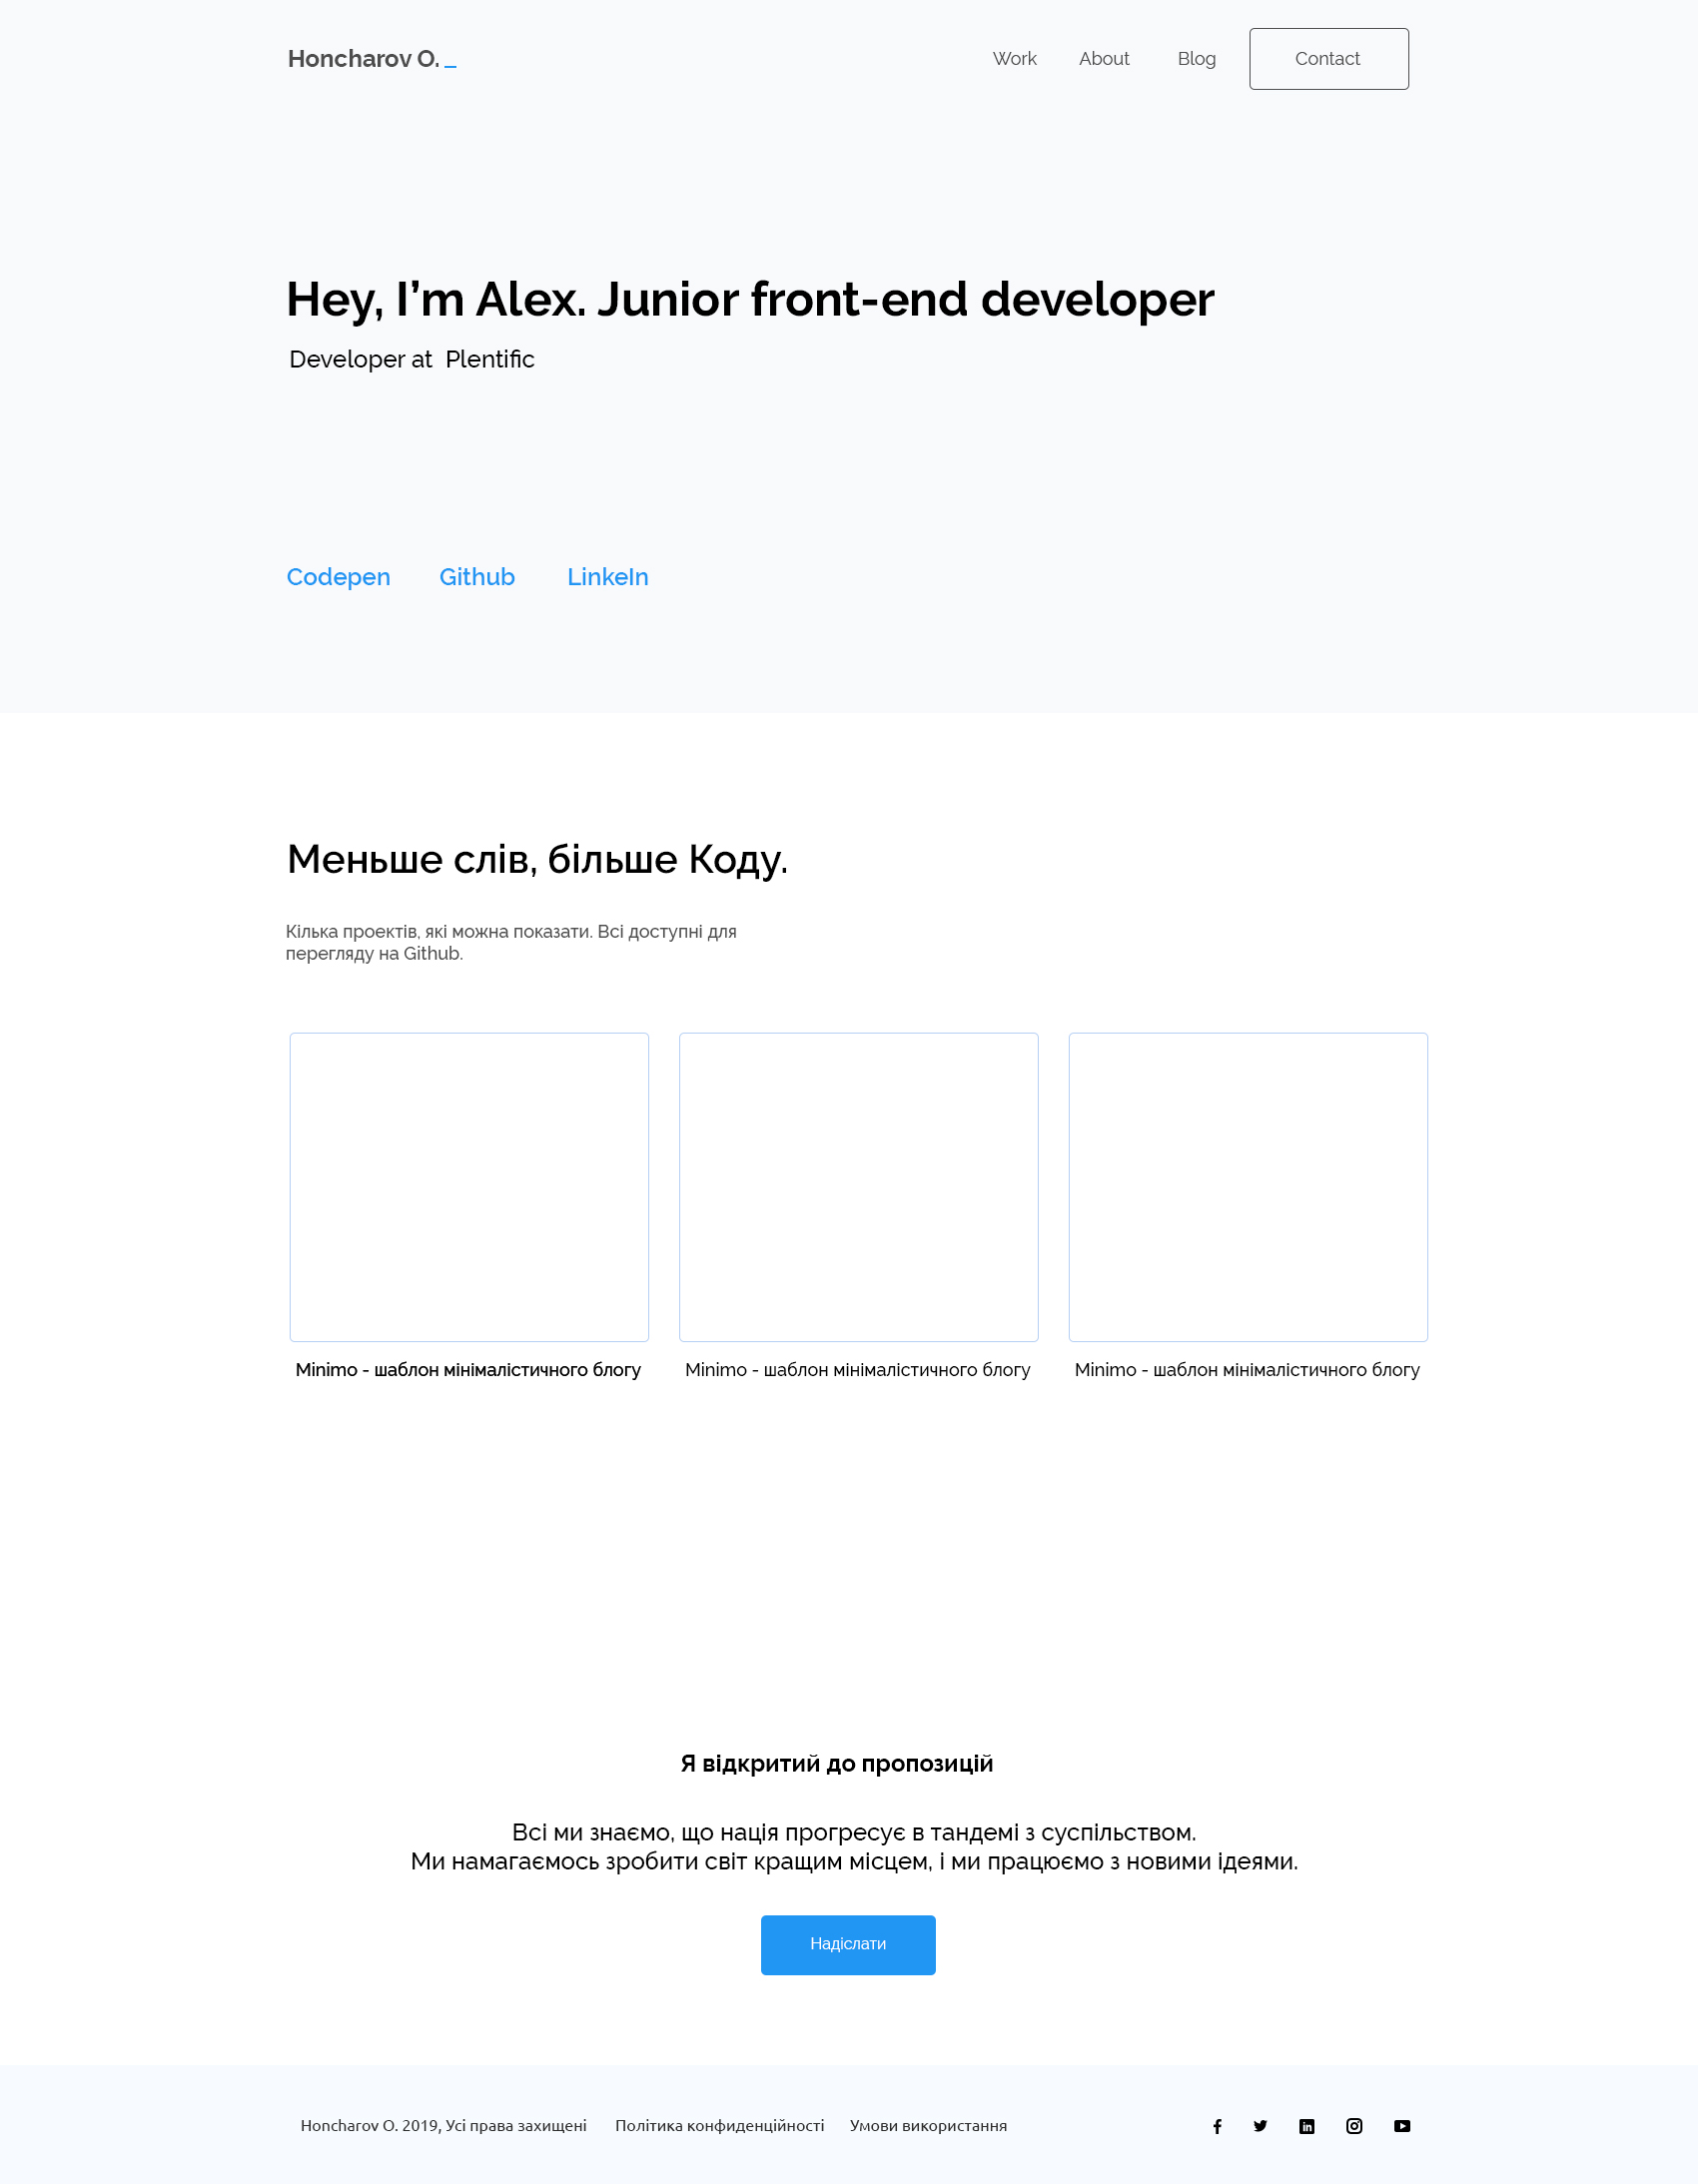 Honcharov O. _
Work About Blog Contact
Hey, I’m Alex. Junior front-end developer
Developer at Plentific
Codepen Github LinkeIn
Меньше слів, більше Коду.
Кілька проектів, які можна показати. Всі доступні для
перегляду на Github.
Minimo - шаблон мінімалістичного блогу
Minimo - шаблон мінімалістичного блогу
Minimo - шаблон мінімалістичного блогу
Я відкритий до пропозицій
Всі ми знаємо, що нація прогресує в тандемі з суспільством.
Ми намагаємось зробити світ кращим місцем, і ми працюємо з новими ідеями.
Надіслати
Honcharov O. 2019, Усі права захищені Політика конфиденційності Умови використання